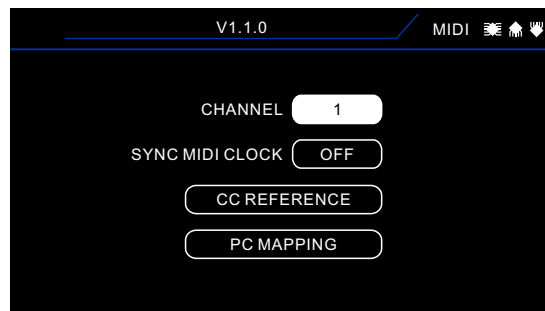 V1.1.0 MIDI
CHANNEL 1
SYNC MIDI CLOCK OFF
CC REFERENCE
PC MAPPING